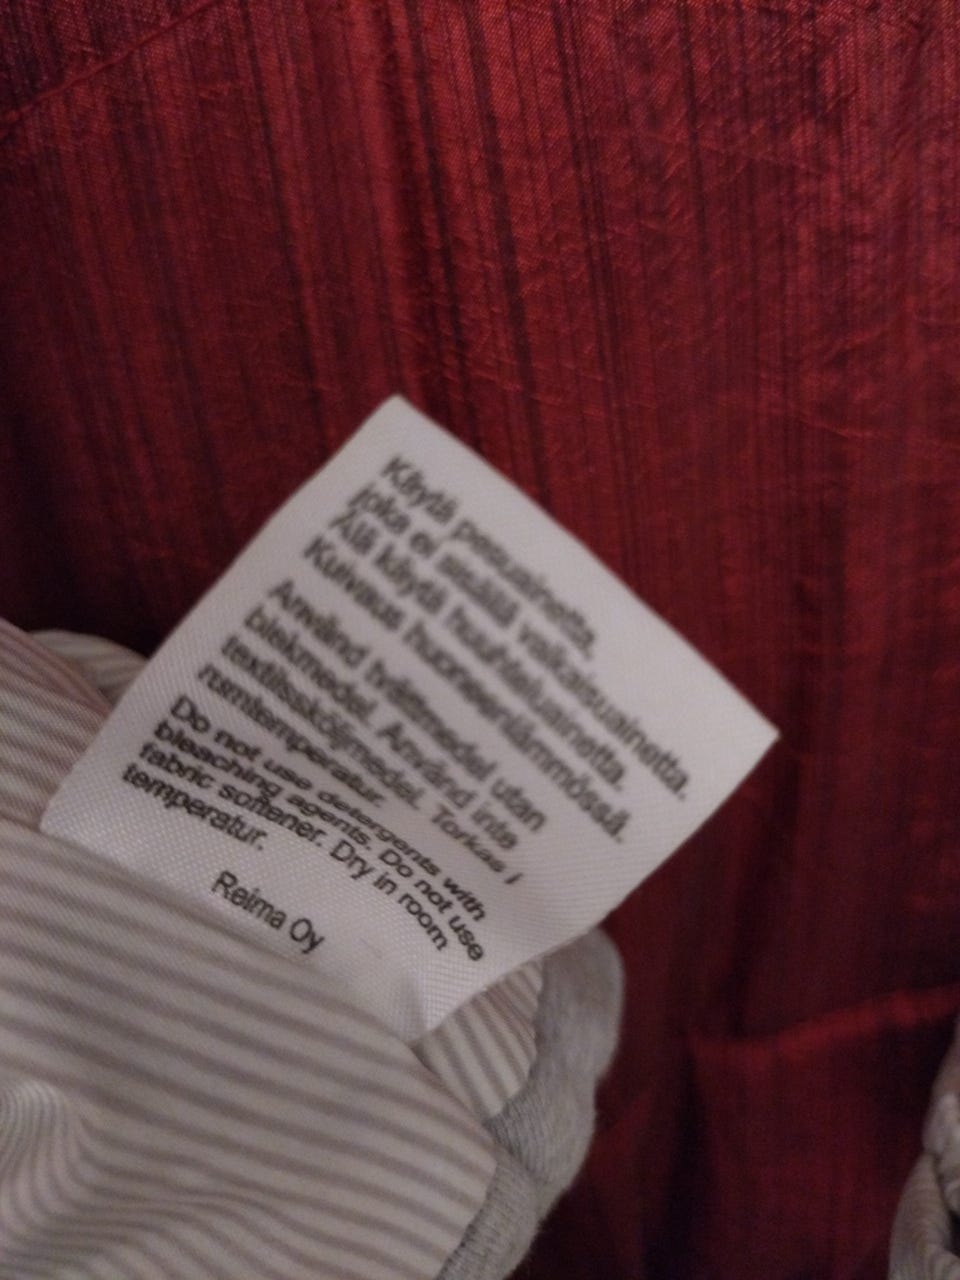 Käytä pesuainetta,
joka ei sisällä valkaisuainetta.
Älä käytä huuhteluainetta.
Kuivaus huoneenlämmössä.
Använd tvättmedel utan
blekmedel. Använd inte
textilsköljmedel. Torkas i
rumtemperatur.
Do not use detergents with
bleaching agents. Do not use
fabric softener. Dry in room
temperatur.
Reima Oy